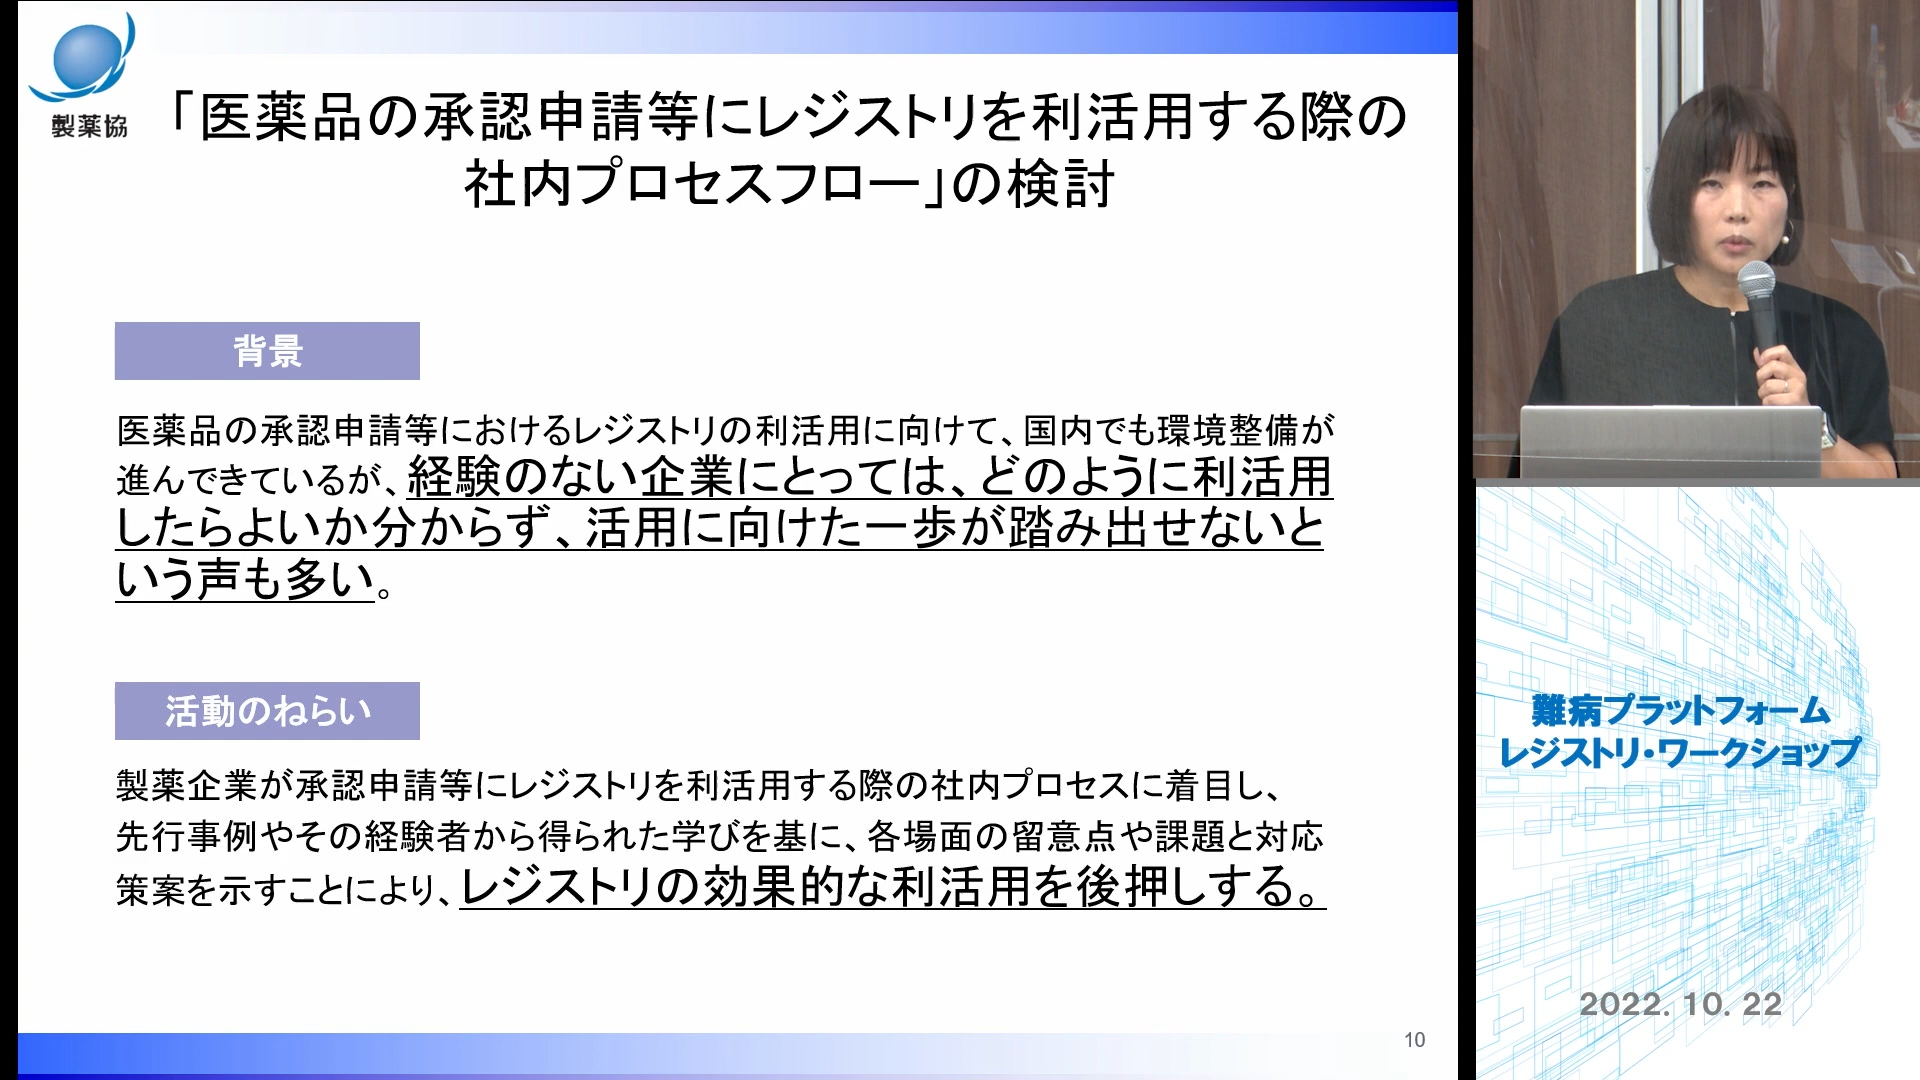 製薬協
「医薬品の承認申請等にレジストリを利活用する際の
社内プロセスフロー」の検討
背景
医薬品の承認申請等におけるレジストリの利活用に向けて、国内でも環境整備が
進んできているが、経験のない企業にとっては、どのように利活用
したらよいか分からず、活用に向けた一歩が踏み出せないと
いう声も多い。
活動のねらい
製薬企業が承認申請等にレジストリを利活用する際の社内プロセスに着目し、
先行事例やその経験者から得られた学びを基に、各場面の留意点や課題と対応
策案を示すことにより、レジストリの効果的な利活用を後押しする。
10
難病プラットフォーム
レジストリ・ワークショップ
2022. 10. 22